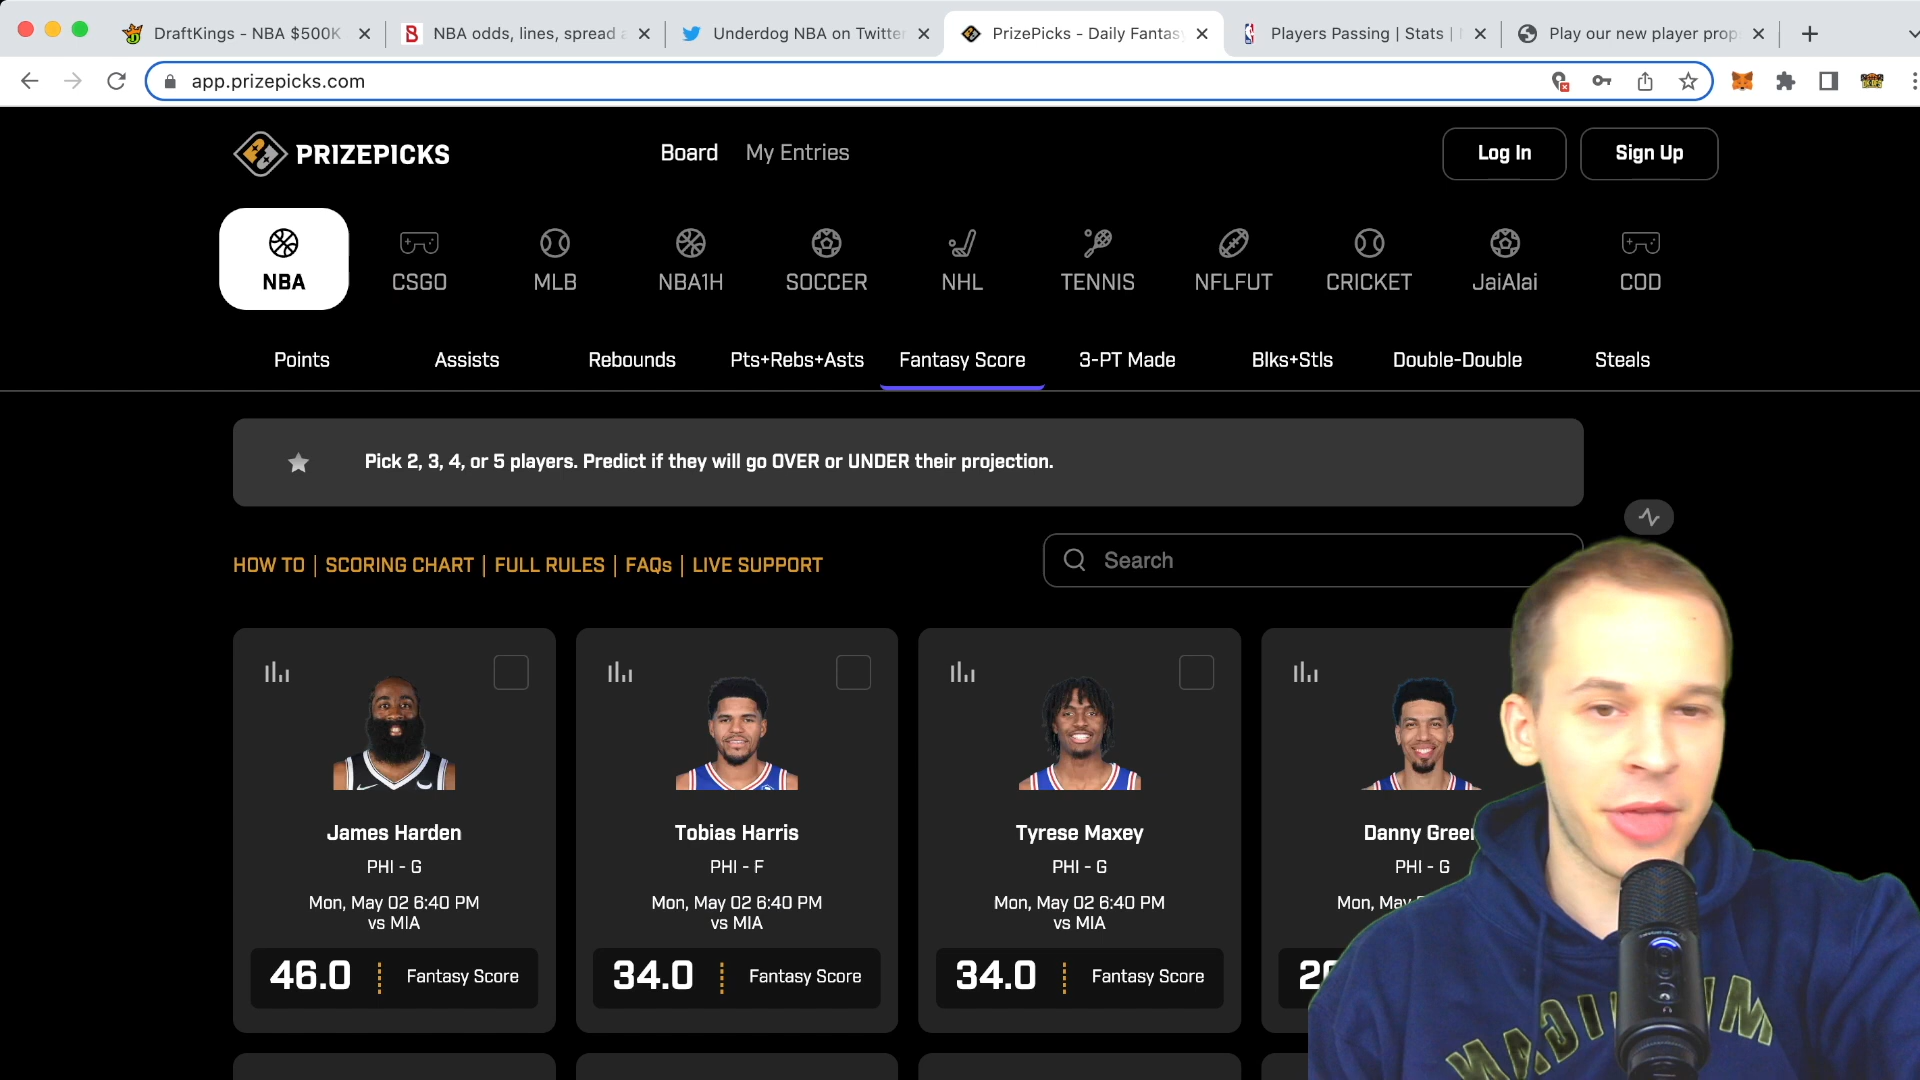 DraftKings - NBA $500K
NBA odds, lines, spread a
Underdog NBA on Twitter
PrizePicks - Daily Fantasy
Players Passing | Stats |
Play our new player prop
app.prizepicks.com
PRIZEPICKS
Board
My Entries
Log In
Sign Up
NBA
CSGO
MLB
NBA1H
SOCCER
NHL
TENNIS
NFLFUT
CRICKET
JaiAlai
COD
Points
Assists
Rebounds
Pts+Rebs+Asts
Fantasy Score
3-PT Made
Blks+Stls
Double-Double
Steals
Pick 2, 3, 4, or 5 players. Predict if they will go OVER or UNDER their projection.
HOW TO | SCORING CHART | FULL RULES | FAQs | LIVE SUPPORT
Search
James Harden
PHI - G
Mon, May 02 6:40 PM
vs MIA
46.0
Fantasy Score
Tobias Harris
PHI - F
Mon, May 02 6:40 PM
vs MIA
34.0
Fantasy Score
Tyrese Maxey
PHI - G
Mon, May 02 6:40 PM
vs MIA
34.0
Fantasy Score
Danny Green
PHI - G
Mon, May